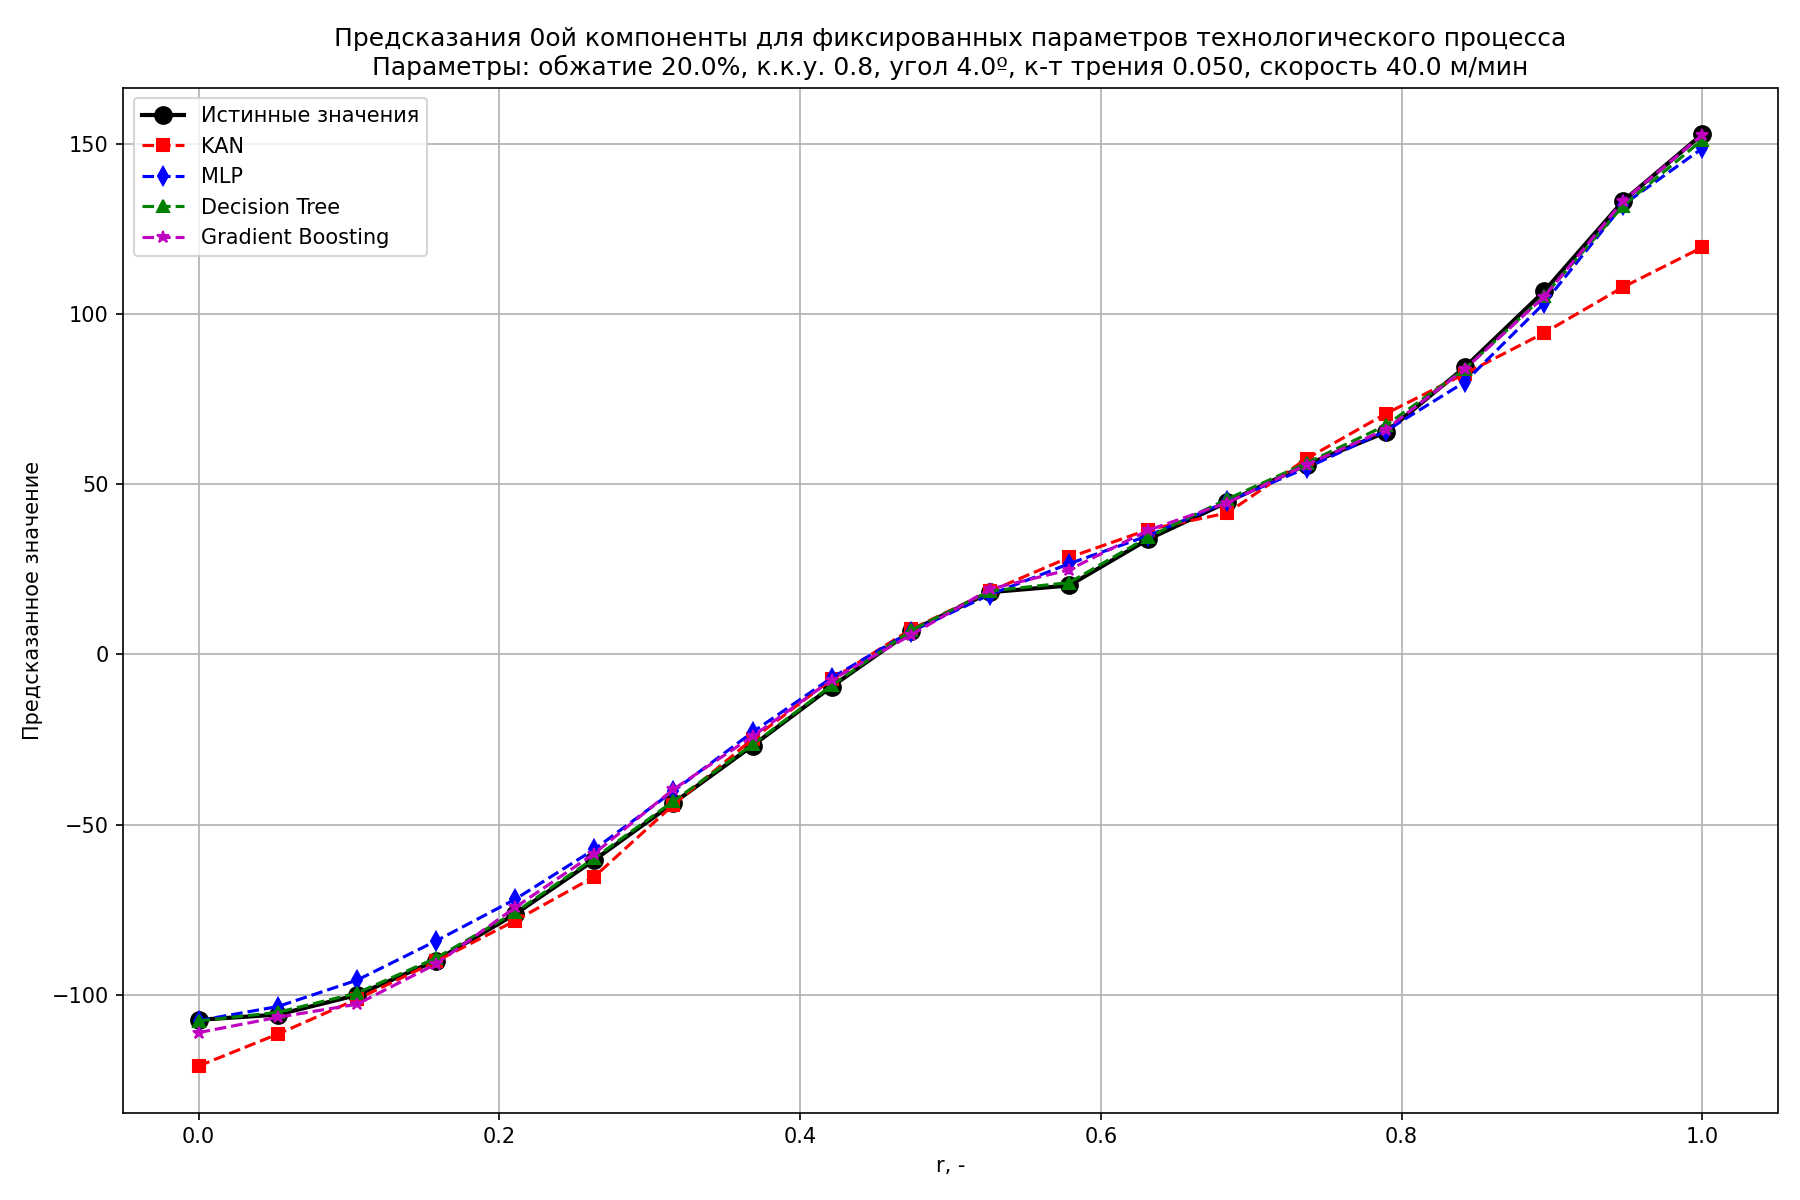 Предсказания 0ой компоненты для фиксированных параметров технологического процесса
Параметры: обжатие 20.0%, к.к.у. 0.8, угол 4.0º, к-т трения 0.050, скорость 40.0 м/мин
Истинные значения
KAN
MLP
Decision Tree
Gradient Boosting
Предсказанное значение
150
100
50
0
−50
−100
0.0 0.2 0.4 0.6 0.8 1.0
r, -